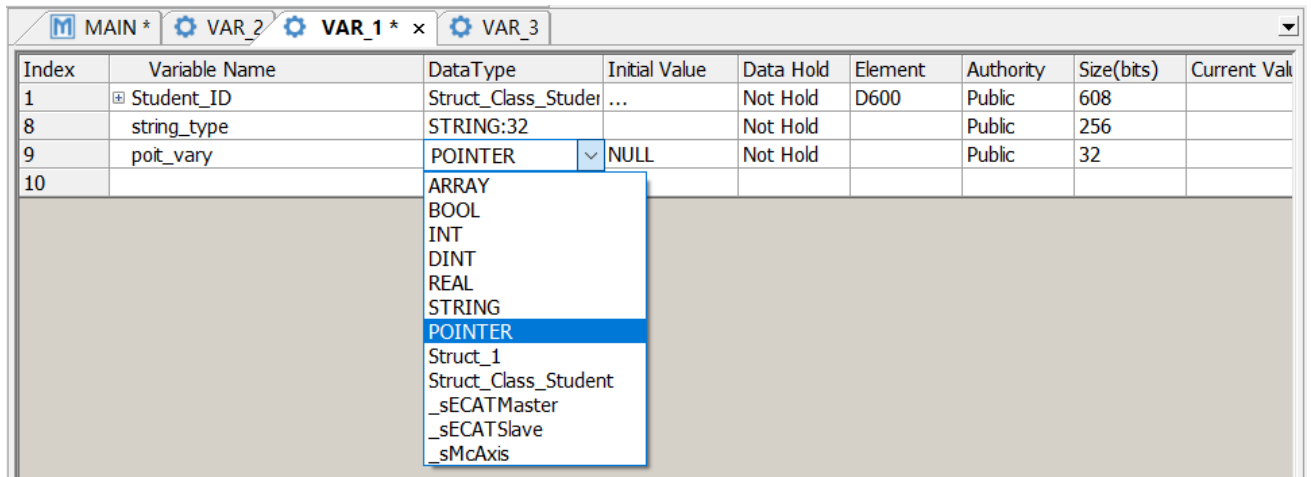 MAIN * VAR_2 VAR_1 * × VAR_3
Index Variable Name DataType Initial Value Data Hold Element Authority Size(bits) Current Valu
1 Student_ID Struct_Class_Studer ... Not Hold D600 Public 608
8 string_type STRING:32 Not Hold Public 256
9 poit_vary POINTER NULL Not Hold Public 32
10
ARRAY
BOOL
INT
DINT
REAL
STRING
POINTER
Struct_1
Struct_Class_Student
_sECATMaster
_sECATSlave
_sMcAxis